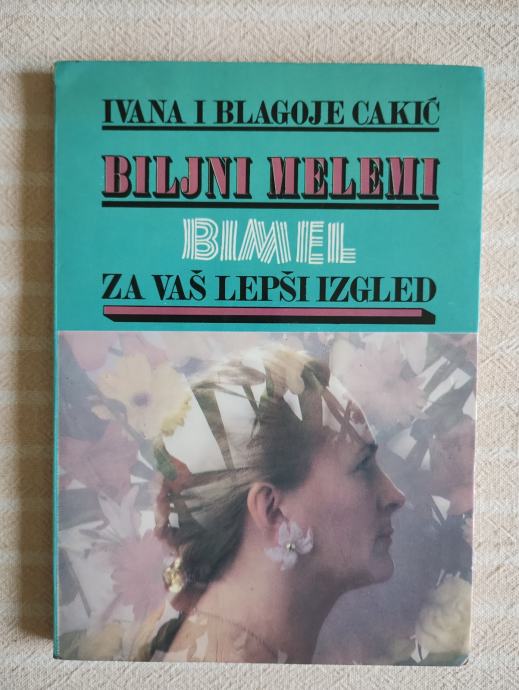 IVANA I BLAGOJE CAKIĆ
BILJNI MELEMI
BIMEL
ZA VAŠ LEPŠI IZGLED